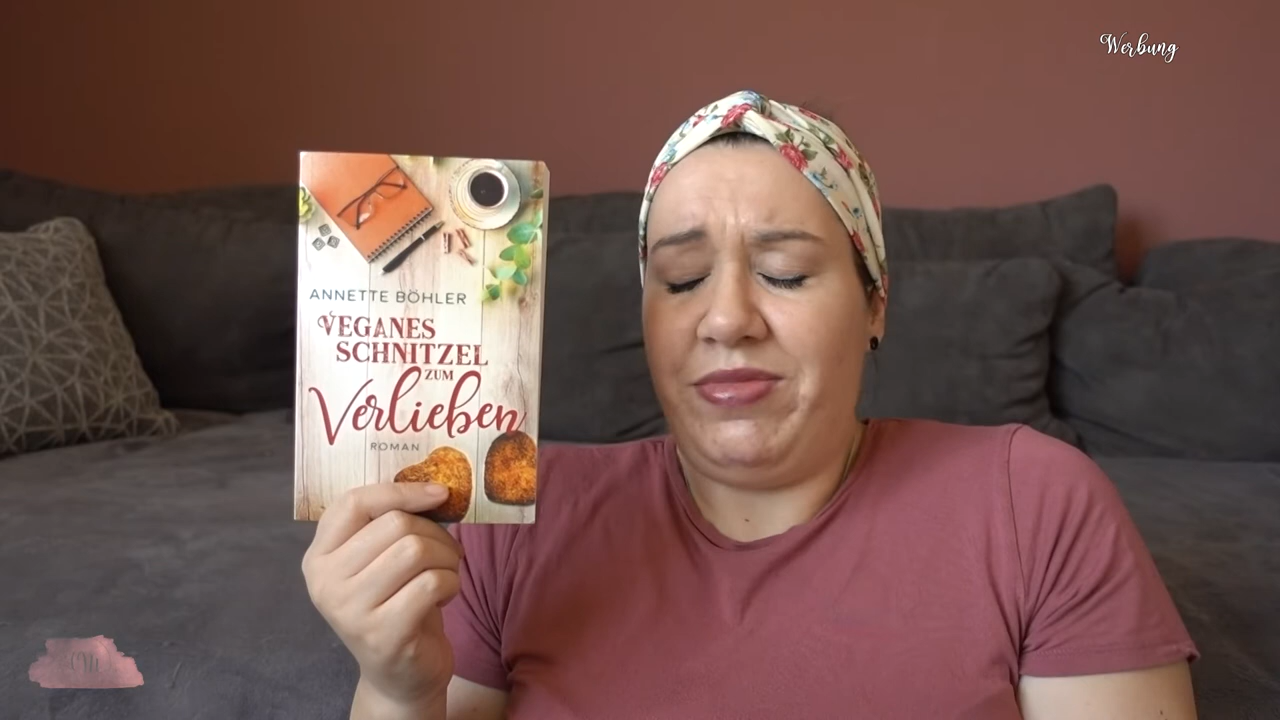 Werbung
ANNETTE BÖHLER
VEGANES
SCHNITZEL
ZUM
Verlieben
ROMAN